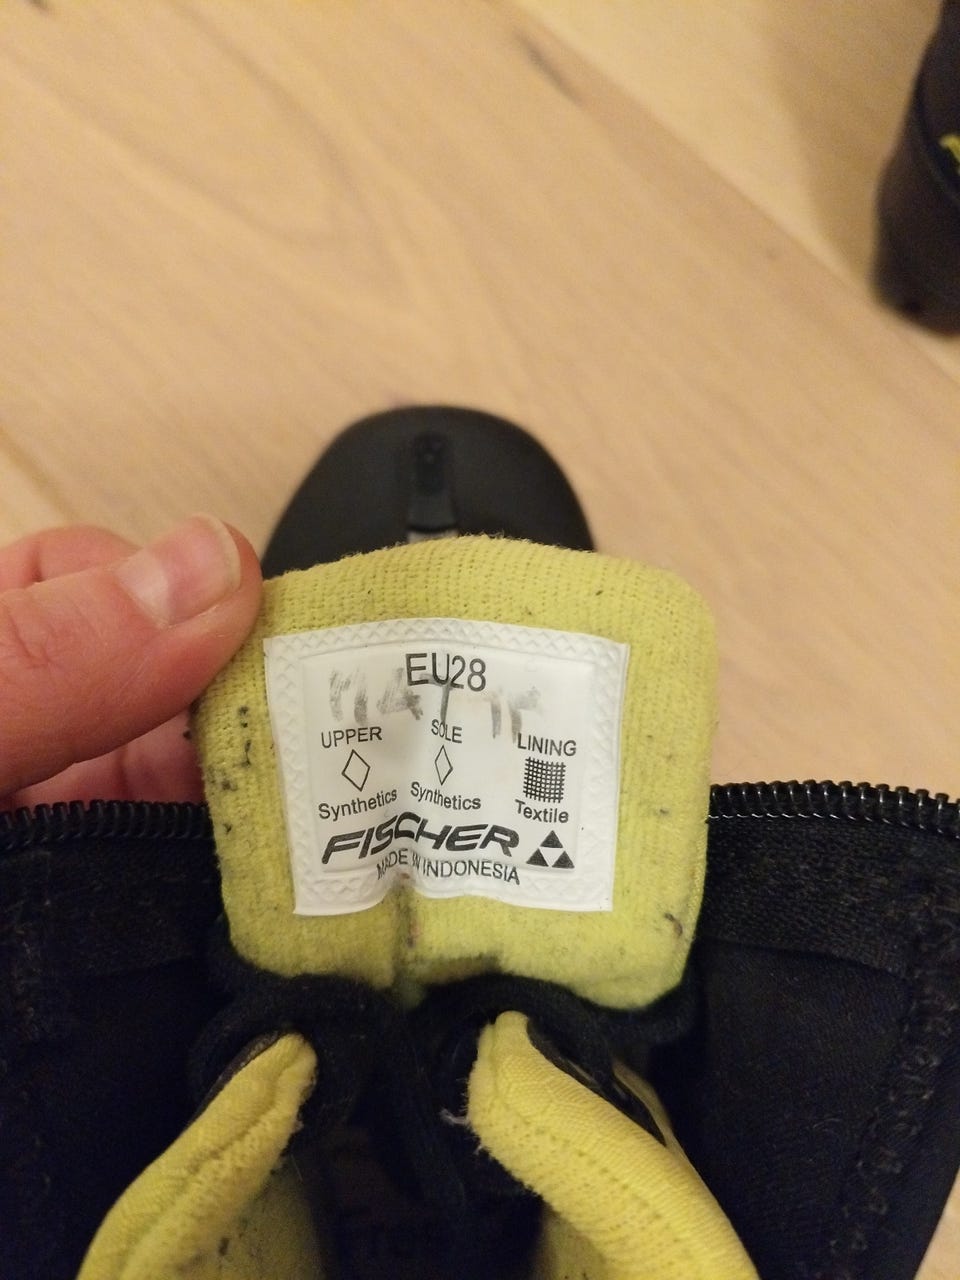 EU28
UPPER SOLE LINING
Synthetics Synthetics Textile
FISCHER
MADE IN INDONESIA